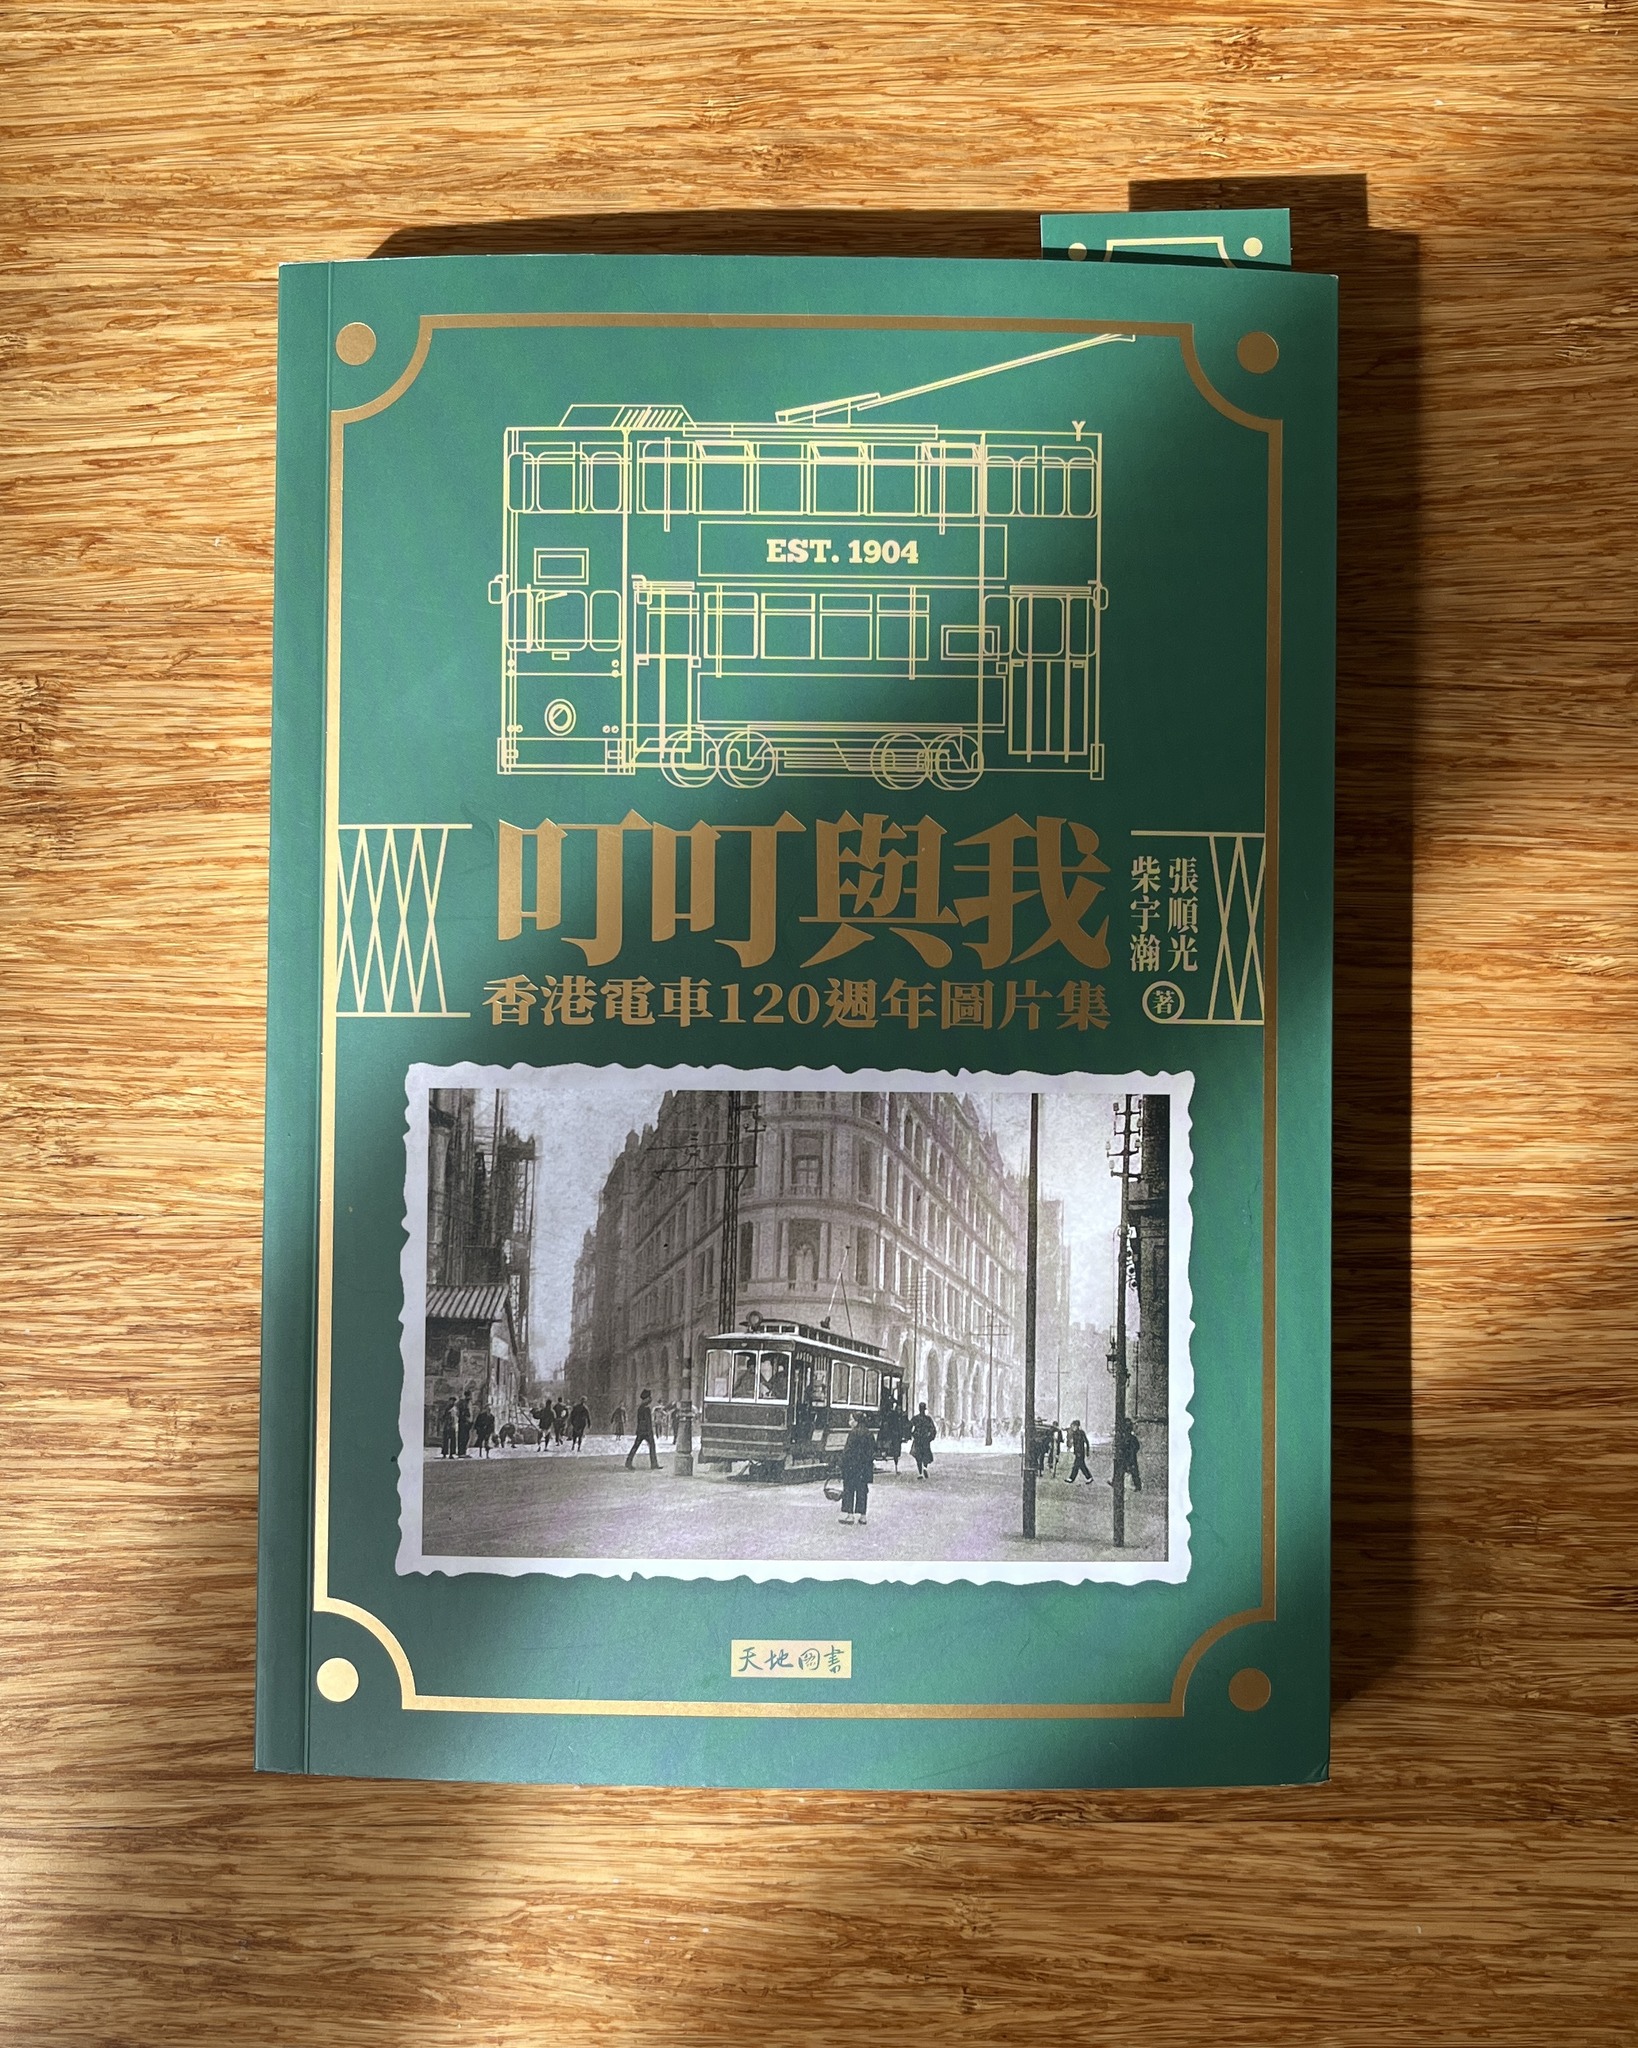 EST. 1904
叮叮與我
張順光
柴宇瀚
著
香港電車120週年圖片集
天地圖書